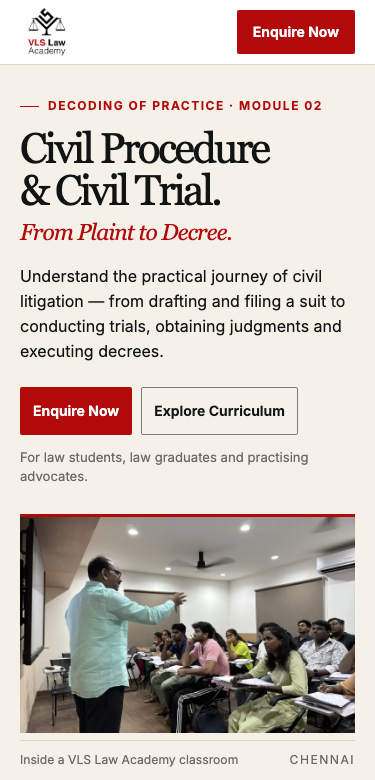 VLS Law
Academy
Enquire Now
DECODING OF PRACTICE · MODULE 02
Civil Procedure
& Civil Trial.
From Plaint to Decree.
Understand the practical journey of civil
litigation — from drafting and filing a suit to
conducting trials, obtaining judgments and
executing decrees.
Enquire Now
Explore Curriculum
For law students, law graduates and practising
advocates.
Inside a VLS Law Academy classroom
CHENNAI